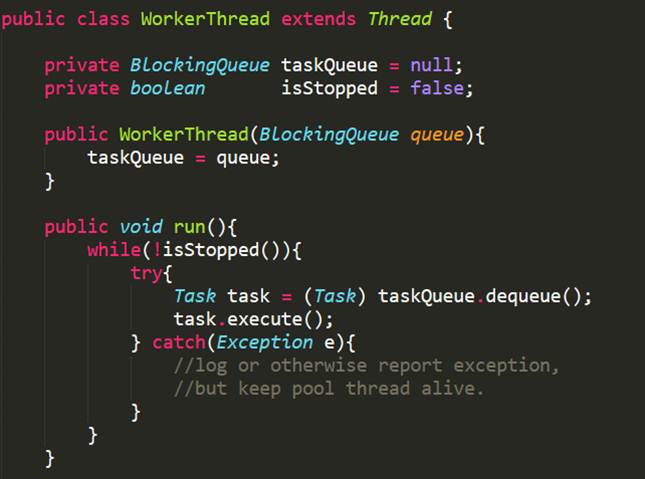 public class WorkerThread extends Thread {
    private BlockingQueue taskQueue = null;
    private boolean       isStopped = false;
    public WorkerThread(BlockingQueue queue){
        taskQueue = queue;
    }
    public void run(){
        while(!isStopped()){
            try{
                Task task = (Task) taskQueue.dequeue();
                task.execute();
            } catch(Exception e){
                //log or otherwise report exception,
                //but keep pool thread alive.
            }
        }
    }